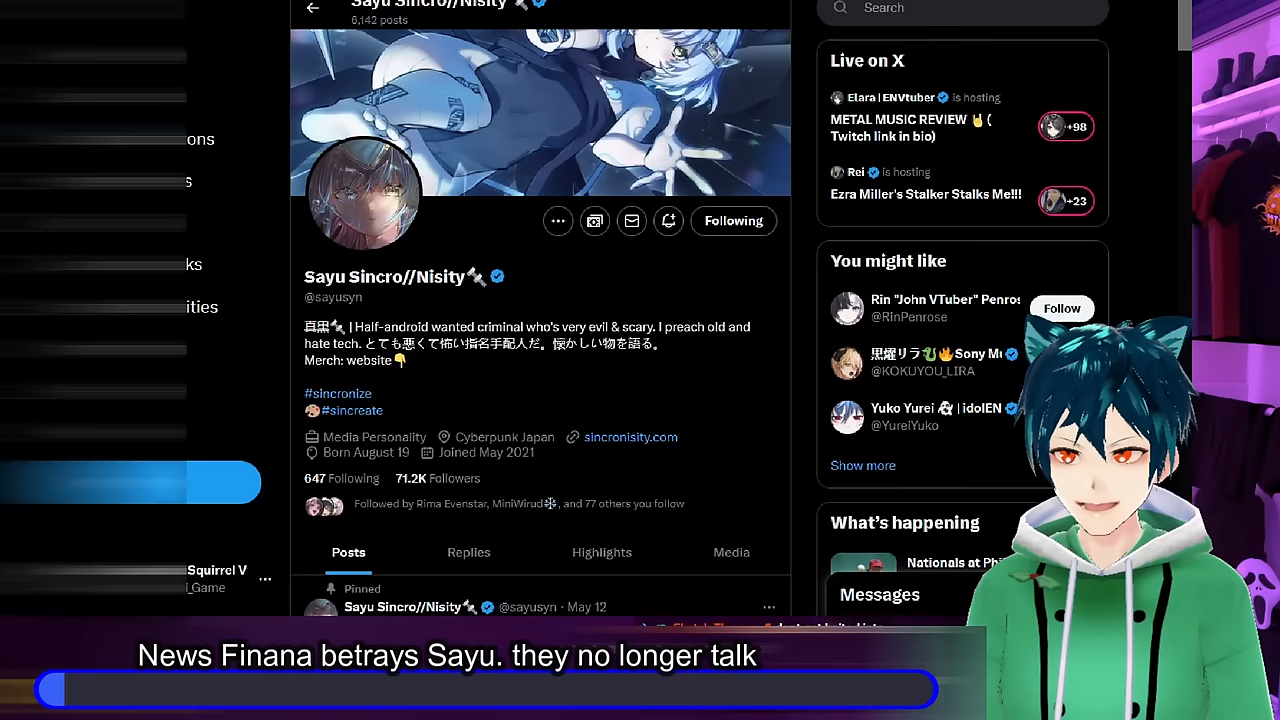 Sayu Sincro//Nisity
6,142 posts
Following
Sayu Sincro//Nisity
@sayusyn
真黒 | Half-android wanted criminal who's very evil & scary. I preach old and
hate tech. とても悪くて怖い指名手配人だ。懐かしい物を語る。
Merch: website👇
#sincronize
#sincreate
Media Personality Cyberpunk Japan sincronisity.com
Born August 19 Joined May 2021
647 Following 71.2K Followers
Followed by Rima Evenstar, MiniWirud❄, and 77 others you follow
Posts Replies Highlights Media
Pinned
Sayu Sincro//Nisity @sayusyn · May 12
ons
s
ks
ities
Squirrel V
_Game
Search
Live on X
Elara | ENVtuber is hosting
METAL MUSIC REVIEW 🤘 (
Twitch link in bio)
+98
Rei is hosting
Ezra Miller's Stalker Stalks Me!!!
+23
You might like
Rin "John VTuber" Penros
@RinPenrose
Follow
黒燿リラ🐉🔥Sony Mu
@KOKUYOU_LIRA
Yuko Yurei 👻 | idolEN
@YureiYuko
Show more
What's happening
Nationals at Phi
Messages
News Finana betrays Sayu. they no longer talk